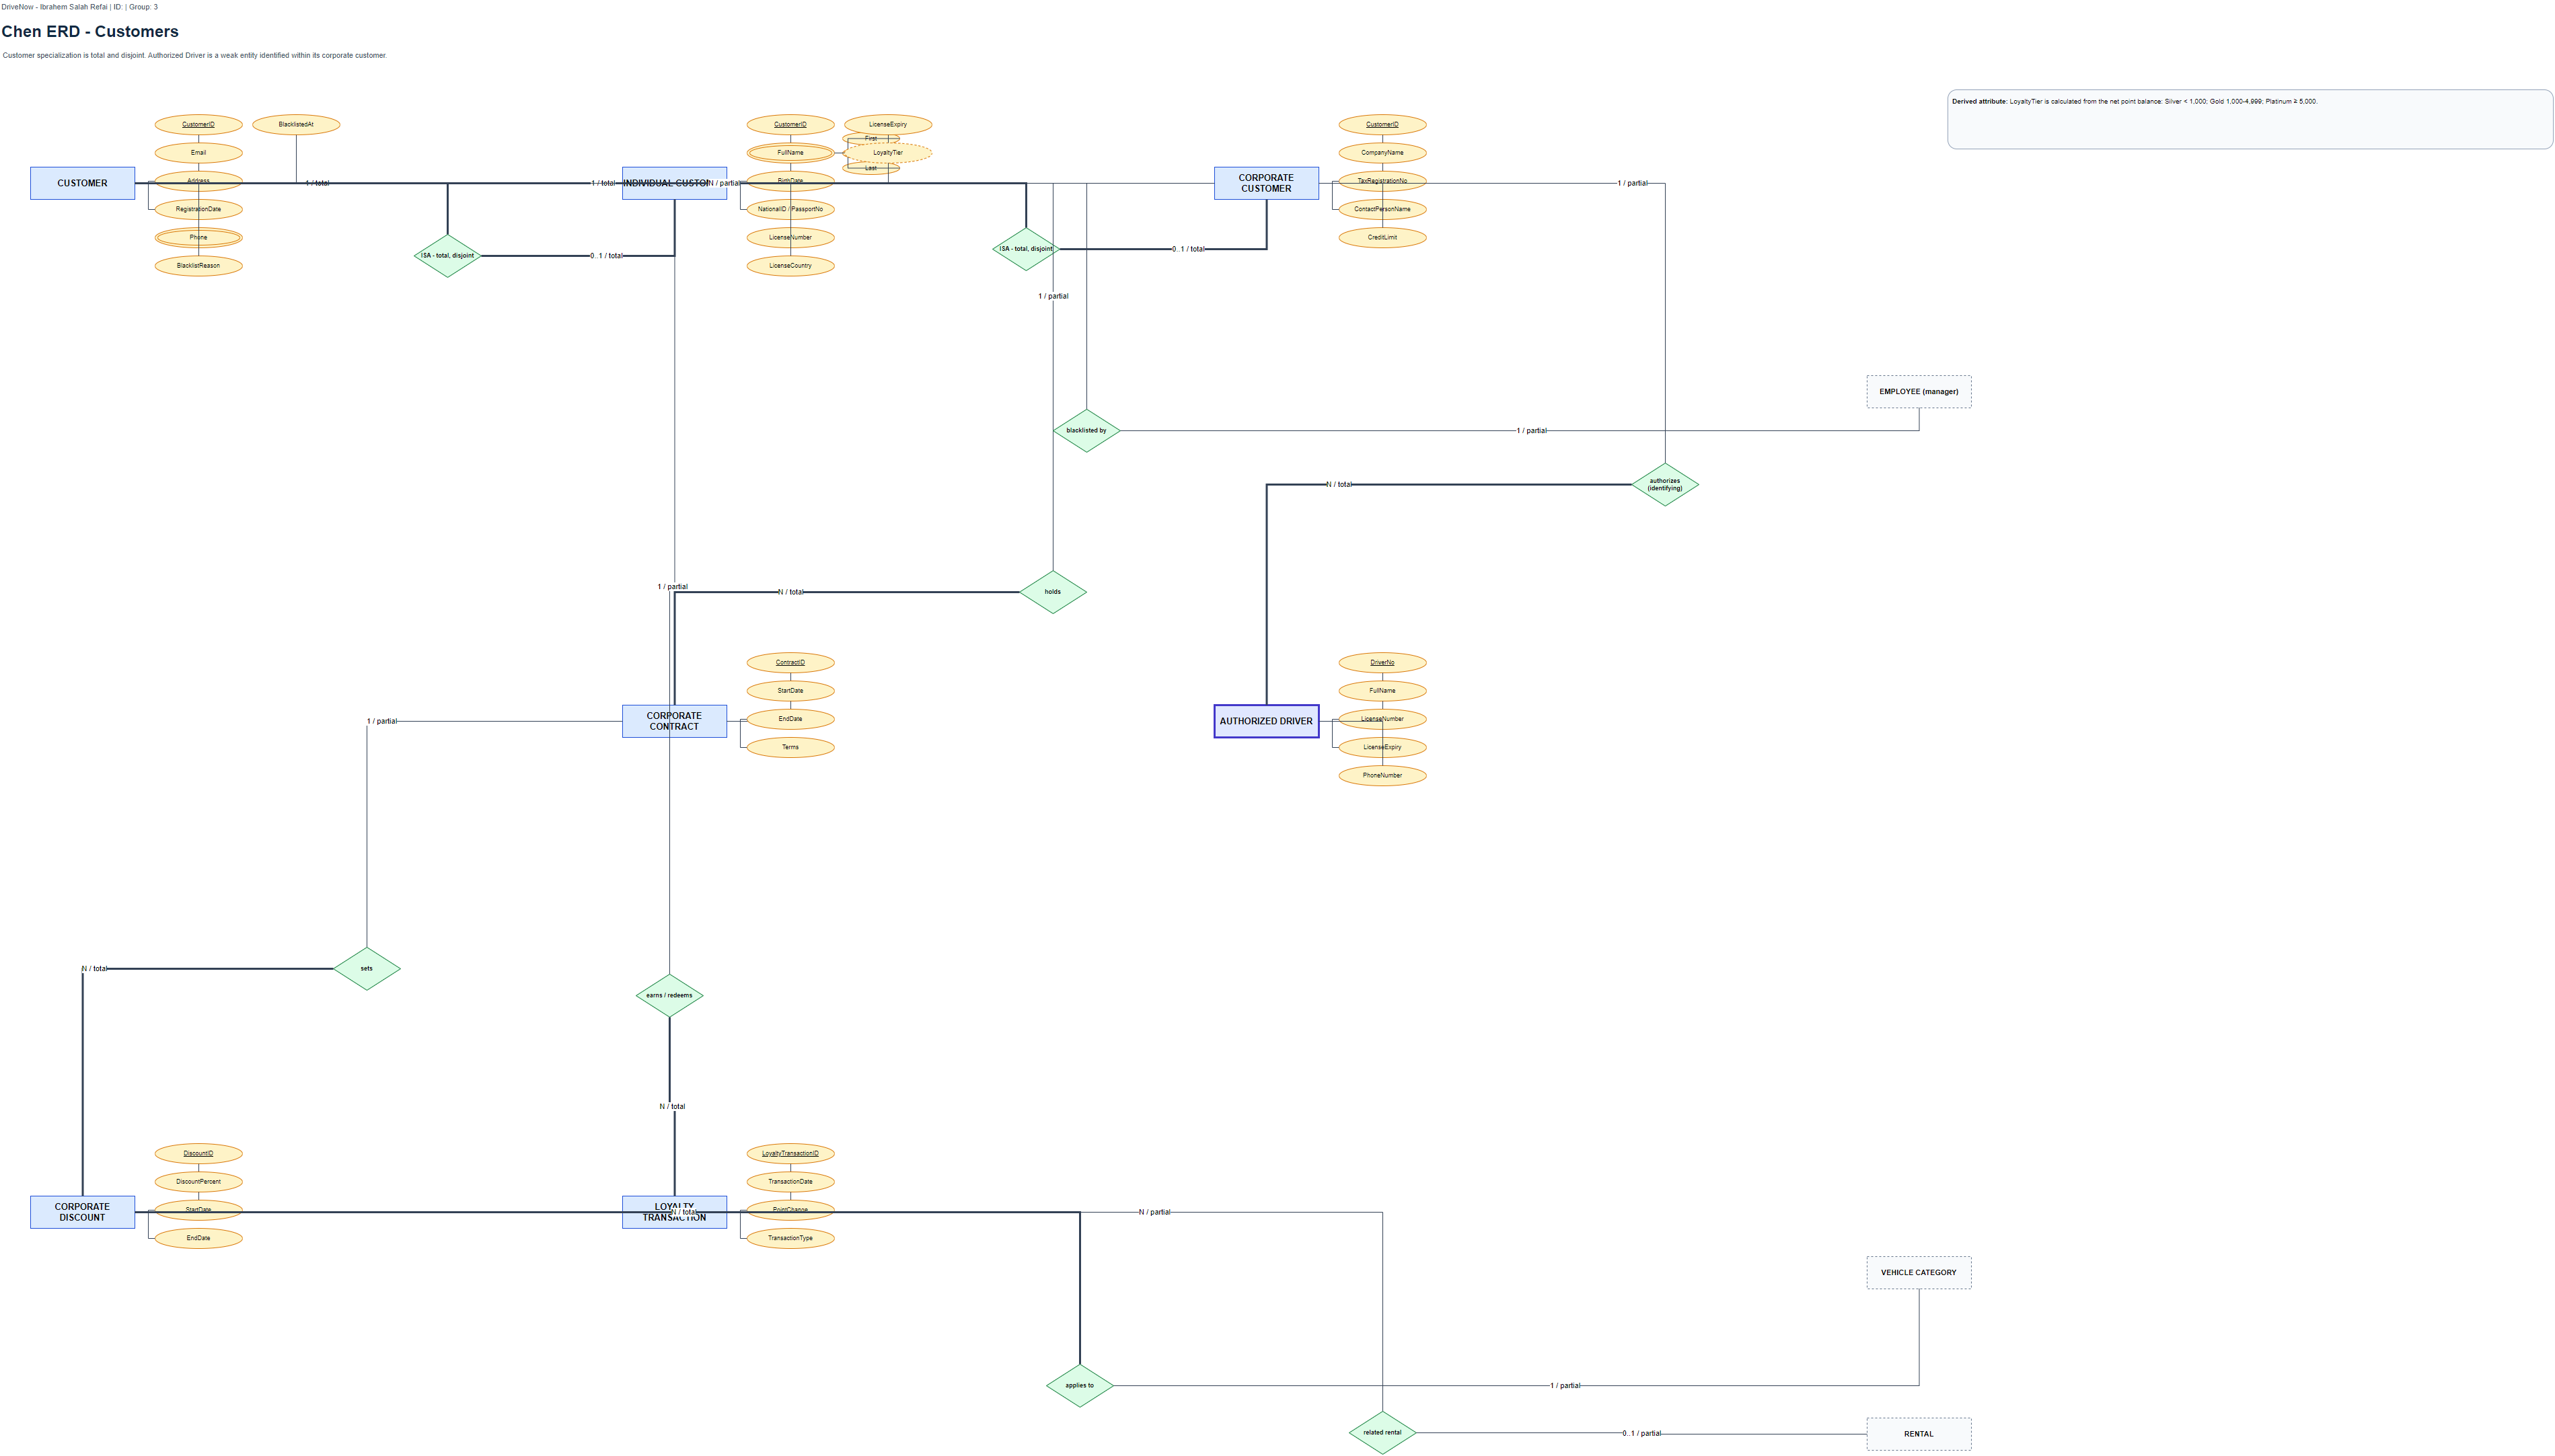 DriveNow - Ibrahem Salah Refai | ID: | Group: 3
Chen ERD - Customers
Customer specialization is total and disjoint. Authorized Driver is a weak entity identified within its corporate customer.
Derived attribute: LoyaltyTier is calculated from the net point balance: Silver < 1,000; Gold 1,000-4,999; Platinum ≥ 5,000.
CUSTOMER
CustomerID
BlacklistedAt
Email
Address
RegistrationDate
Phone
BlacklistReason
1 / total
ISA - total, disjoint
0..1 / total
1 / total
INDIVIDUAL CUSTOM
N / partial
CustomerID
LicenseExpiry
First
FullName
LoyaltyTier
Last
BirthDate
NationalID / PassportNo
LicenseNumber
LicenseCountry
ISA - total, disjoint
0..1 / total
CORPORATE
CUSTOMER
CustomerID
CompanyName
TaxRegistrationNo
ContactPersonName
CreditLimit
1 / partial
1 / partial
EMPLOYEE (manager)
blacklisted by
1 / partial
authorizes
(identifying)
N / total
1 / partial
N / total
holds
CORPORATE
CONTRACT
ContractID
StartDate
EndDate
Terms
AUTHORIZED DRIVER
DriverNo
FullName
LicenseNumber
LicenseExpiry
PhoneNumber
1 / partial
N / total
sets
earns / redeems
N / total
CORPORATE
DISCOUNT
DiscountID
DiscountPercent
StartDate
EndDate
LOYALTY
TRANSACTION
N / total
LoyaltyTransactionID
TransactionDate
PointChange
TransactionType
N / partial
VEHICLE CATEGORY
applies to
1 / partial
related rental
0..1 / partial
RENTAL